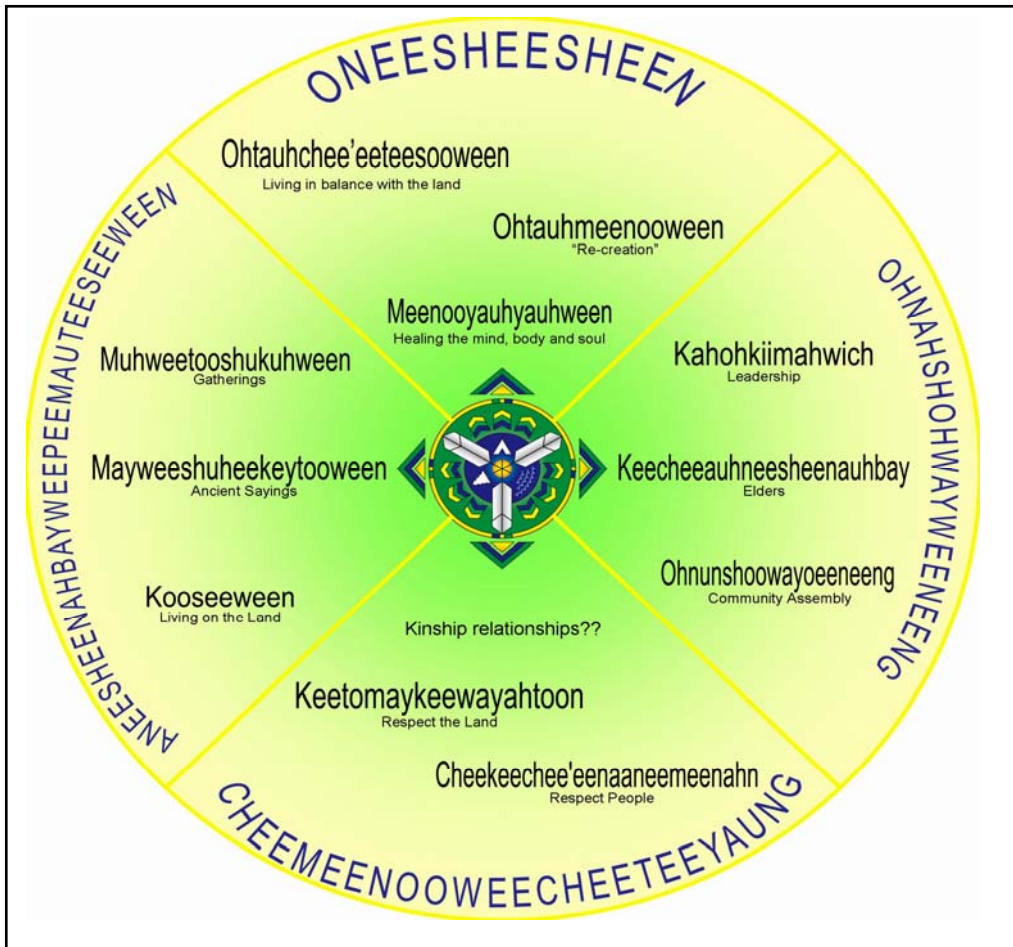 ONEESHEESHEEN
Ohtauhchee'eeteesooween
Living in balance with the land
Ohtauhmeenooween
"Re-creation"
Meenooyauhyauhween
Healing the mind, body and soul
OHNAHSHOHWAYWEENEENG
Kahohkiimahwich
Leadership
Keecheeauhneesheenauhbay
Elders
Ohnunshoowayoeeneeng
Community Assembly
ANEESHEENAHBAYWEEPEEMAUTEESEEWEEN
Muhweetooshukuhween
Gatherings
Mayweeshuheekeytooween
Ancient Sayings
Kooseeween
Living on the Land
Kinship relationships??
Keetomaykeewayahtoon
Respect the Land
Cheekeechee'eenaaneemeenahn
Respect People
CHEEMEENOOWEECHEETEEYAUNG